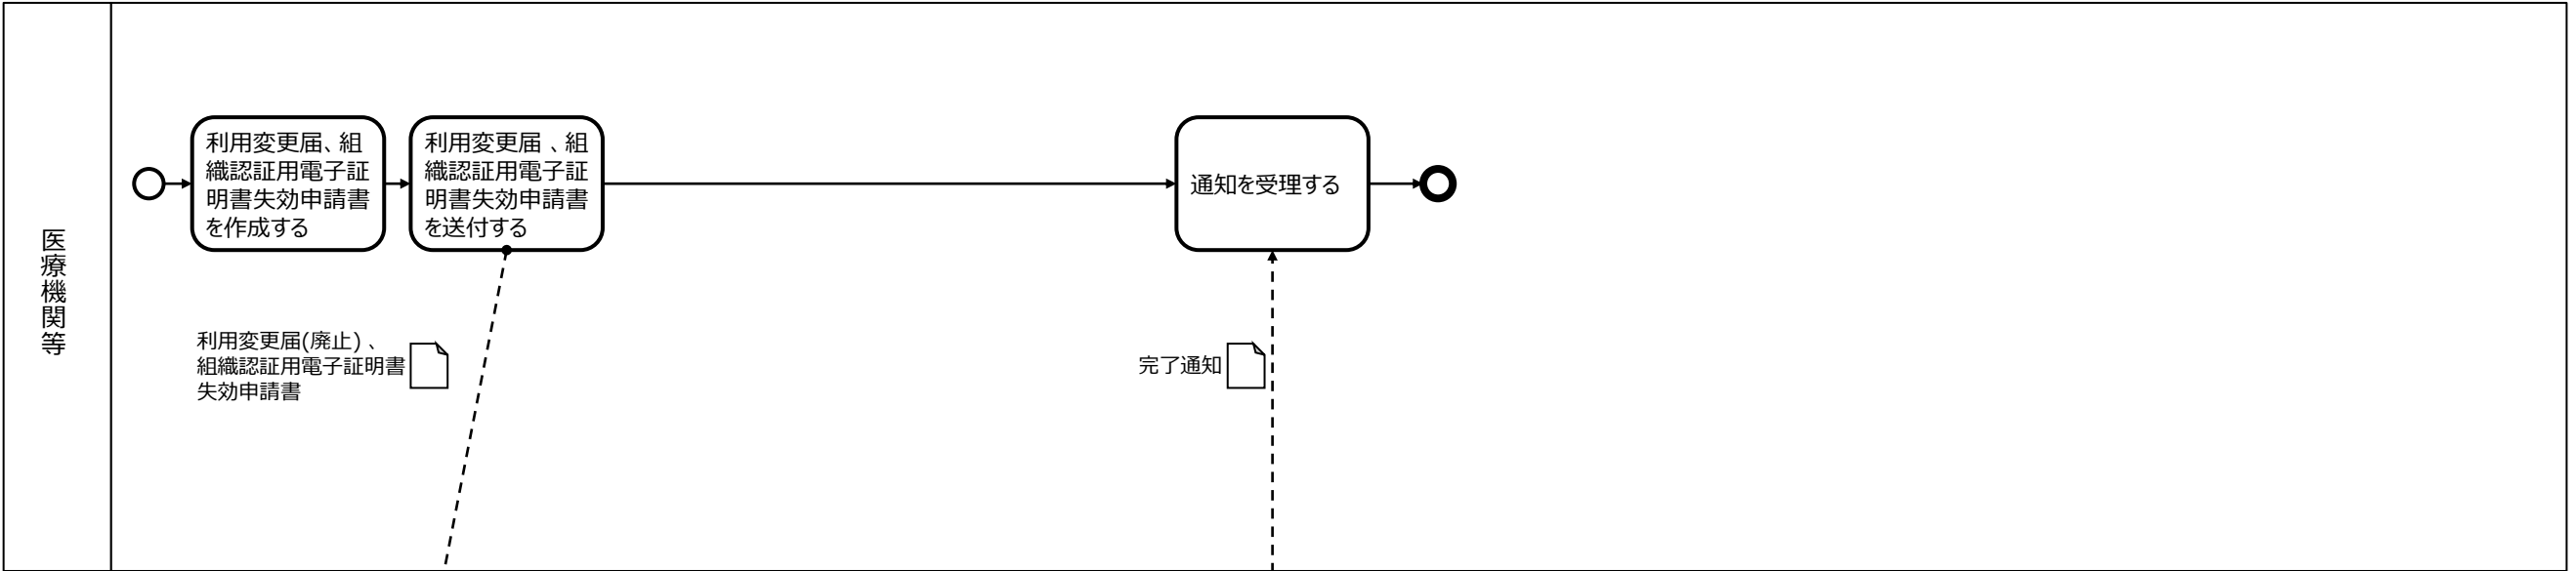 医療機関等
利用変更届、組
織認証用電子証
明書失効申請書
を作成する
利用変更届 、組
織認証用電子証
明書失効申請書
を送付する
通知を受理する
利用変更届(廃止) 、
組織認証用電子証明書
失効申請書
完了通知